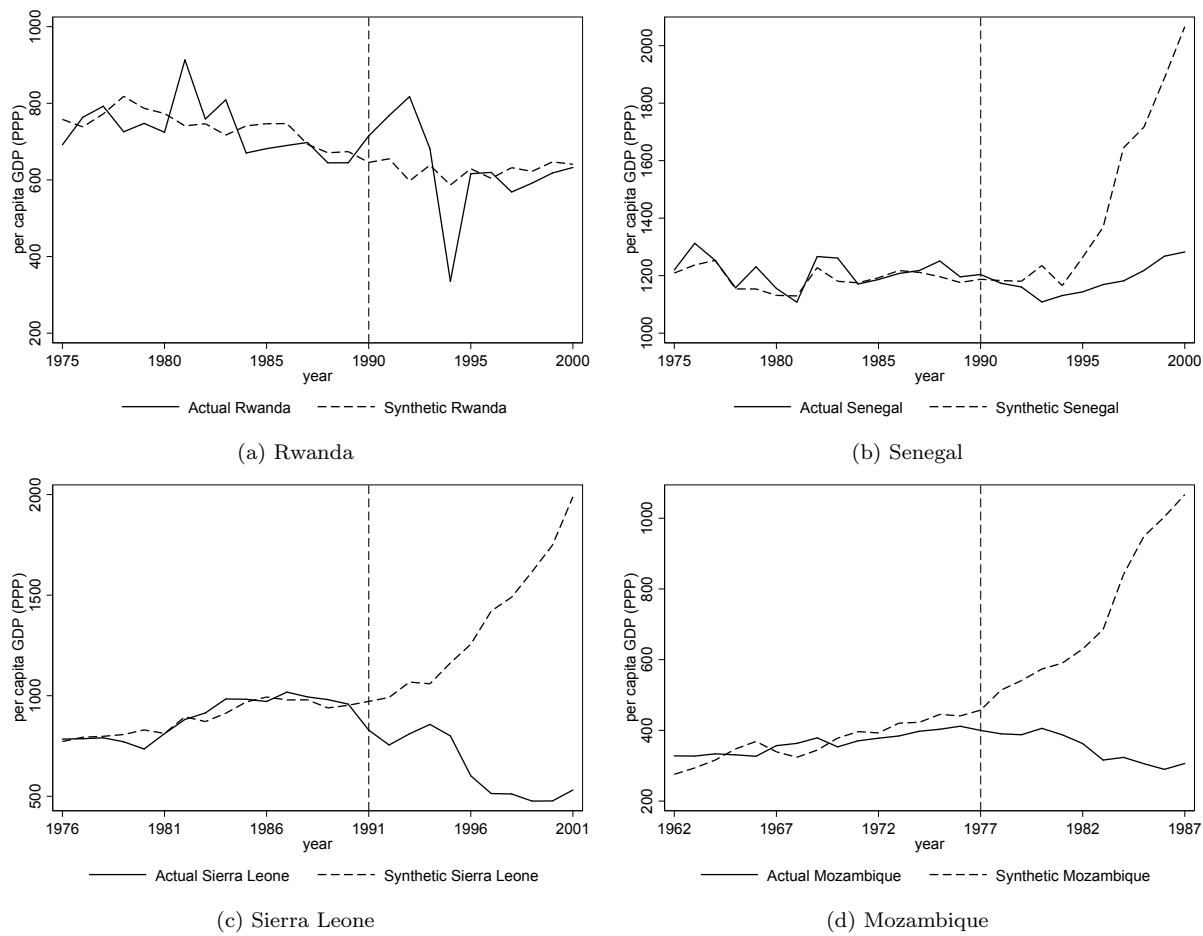 per capita GDP (PPP)
1000
800
600
400
200
1975 1980 1985 1990 1995 2000
year
Actual Rwanda Synthetic Rwanda
(a) Rwanda
per capita GDP (PPP)
2000
1800
1600
1400
1200
1000
1975 1980 1985 1990 1995 2000
year
Actual Senegal Synthetic Senegal
(b) Senegal
per capita GDP (PPP)
2000
1500
1000
500
1976 1981 1986 1991 1996 2001
year
Actual Sierra Leone Synthetic Sierra Leone
(c) Sierra Leone
per capita GDP (PPP)
1000
800
600
400
200
1962 1967 1972 1977 1982 1987
year
Actual Mozambique Synthetic Mozambique
(d) Mozambique